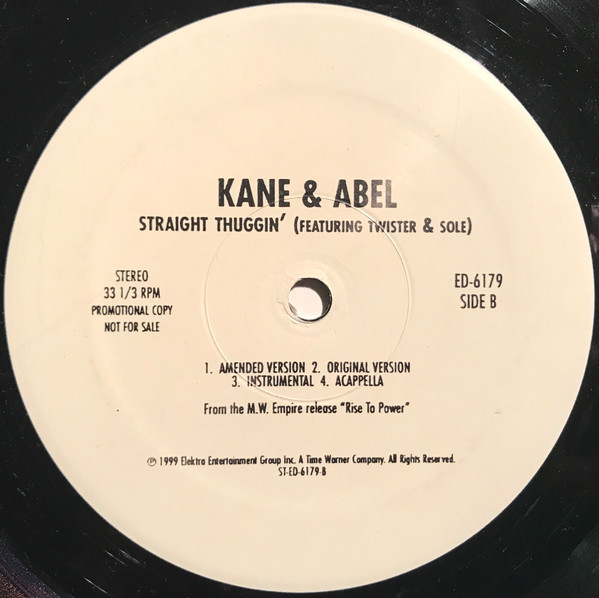 KANE & ABEL
STRAIGHT THUGGIN' (FEATURING TWISTER & SOLE)
STEREO
33 1/3 RPM
PROMOTIONAL COPY
NOT FOR SALE
ED-6179
SIDE B
1. AMENDED VERSION 2. ORIGINAL VERSION
3. INSTRUMENTAL 4. ACAPPELLA
From the M.W. Empire release "Rise To Power"
℗ 1999 Elektra Entertainment Group Inc. A Time Warner Company. All Rights Reserved.
ST-ED-6179-B